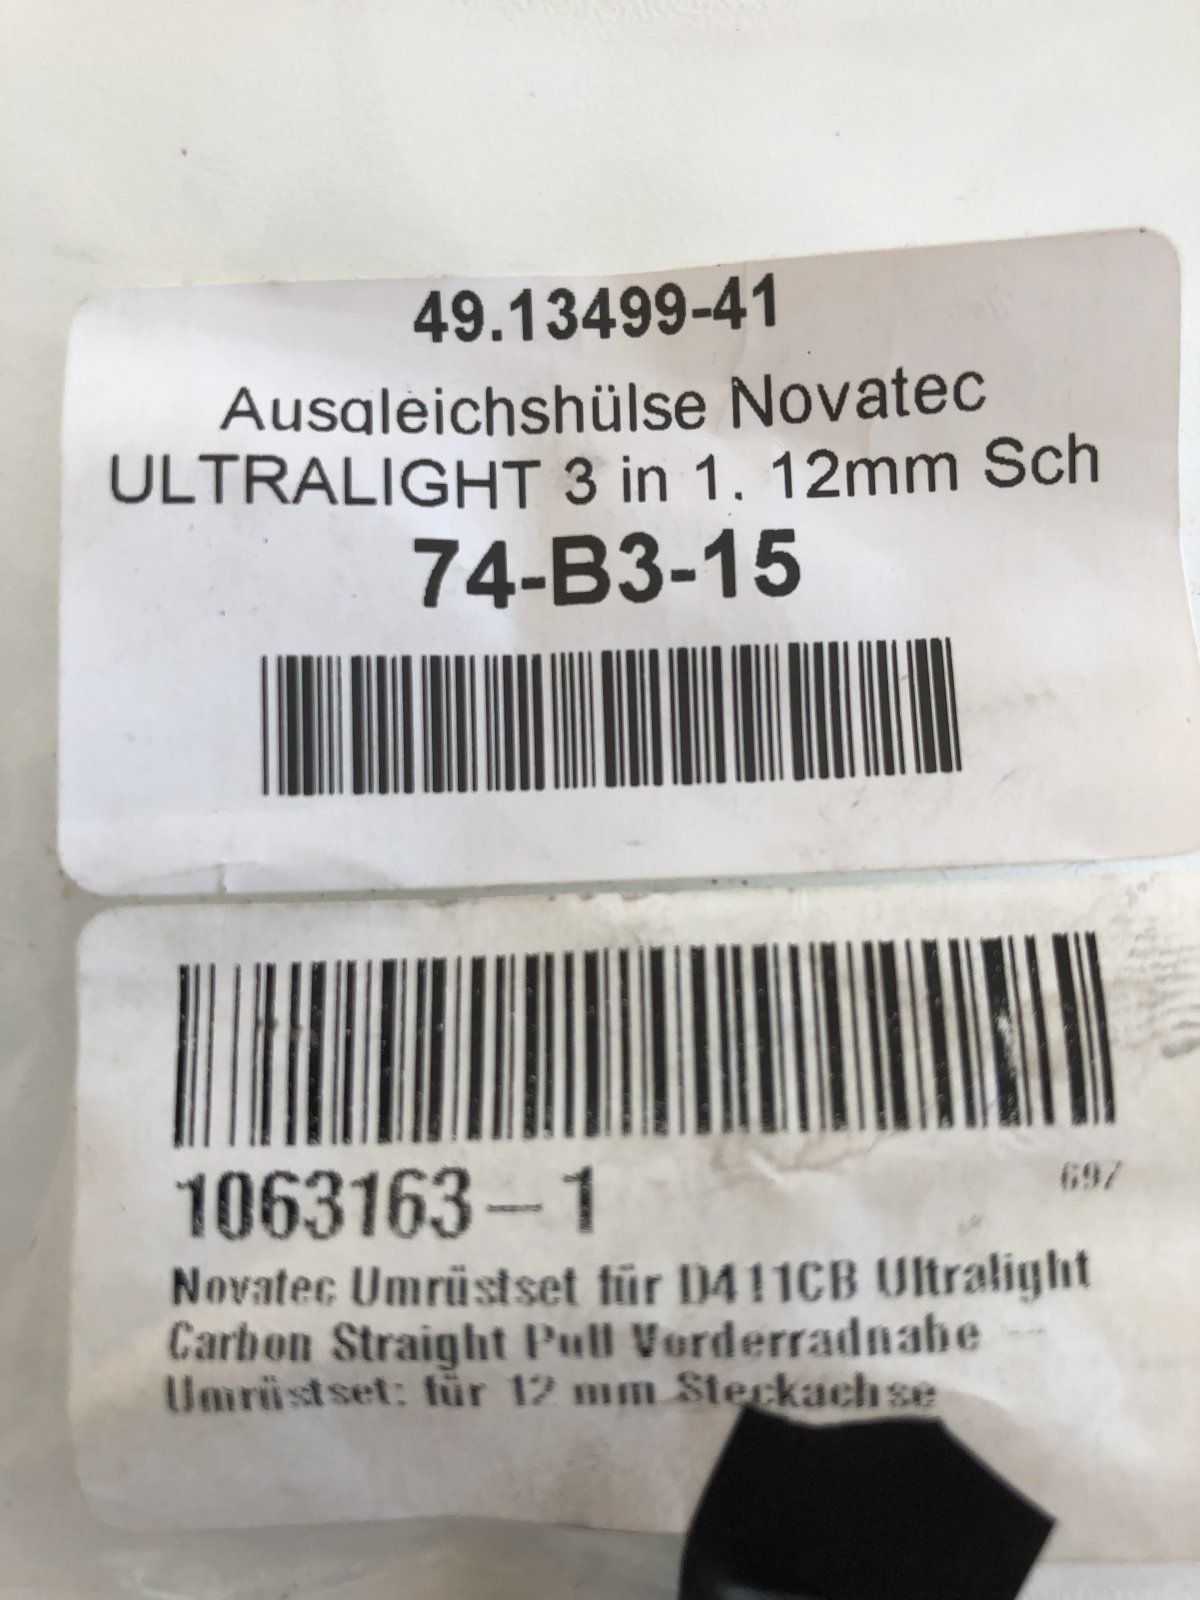 49.13499-41
Ausgleichshülse Novatec
ULTRALIGHT 3 in 1. 12mm Sch
74-B3-15
1063163-1
697
Novatec Umrüstset für D411CB Ultralight
Carbon Straight Pull Vorderradnabe --
Umrüstset: für 12 mm Steckachse